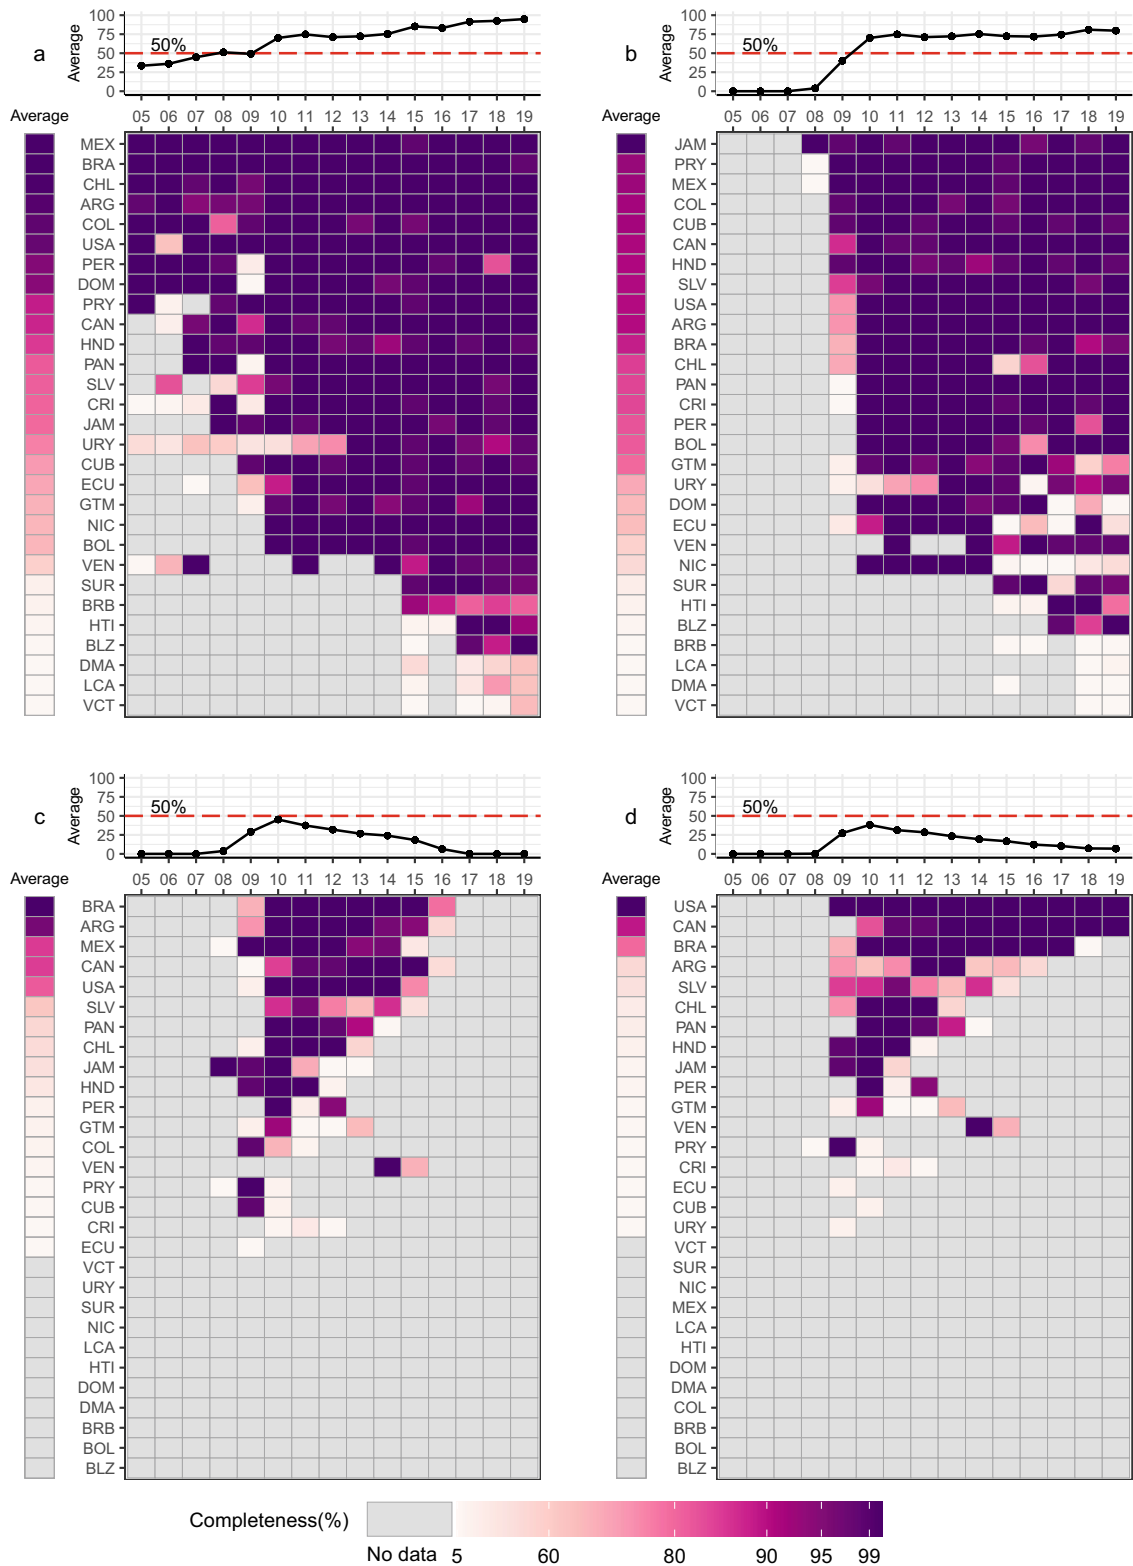 a
Average
100
75
50
25
0
50%
Average
05 06 07 08 09 10 11 12 13 14 15 16 17 18 19
MEX
BRA
CHL
ARG
COL
USA
PER
DOM
PRY
CAN
HND
PAN
SLV
CRI
JAM
URY
CUB
ECU
GTM
NIC
BOL
VEN
SUR
BRB
HTI
BLZ
DMA
LCA
VCT
b
Average
100
75
50
25
0
50%
Average
05 06 07 08 09 10 11 12 13 14 15 16 17 18 19
JAM
PRY
MEX
COL
CUB
CAN
HND
SLV
USA
ARG
BRA
CHL
PAN
CRI
PER
BOL
GTM
URY
DOM
ECU
VEN
NIC
SUR
HTI
BLZ
BRB
LCA
DMA
VCT
c
Average
100
75
50
25
0
50%
Average
05 06 07 08 09 10 11 12 13 14 15 16 17 18 19
BRA
ARG
MEX
CAN
USA
SLV
PAN
CHL
JAM
HND
PER
GTM
COL
VEN
PRY
CUB
CRI
ECU
VCT
URY
SUR
NIC
LCA
HTI
DOM
DMA
BRB
BOL
BLZ
d
Average
100
75
50
25
0
50%
Average
05 06 07 08 09 10 11 12 13 14 15 16 17 18 19
USA
CAN
BRA
ARG
SLV
CHL
PAN
HND
JAM
PER
GTM
VEN
PRY
CRI
ECU
CUB
URY
VCT
SUR
NIC
MEX
LCA
HTI
DOM
DMA
COL
BRB
BOL
BLZ
Completeness(%)
No data 5 60 80 90 95 99